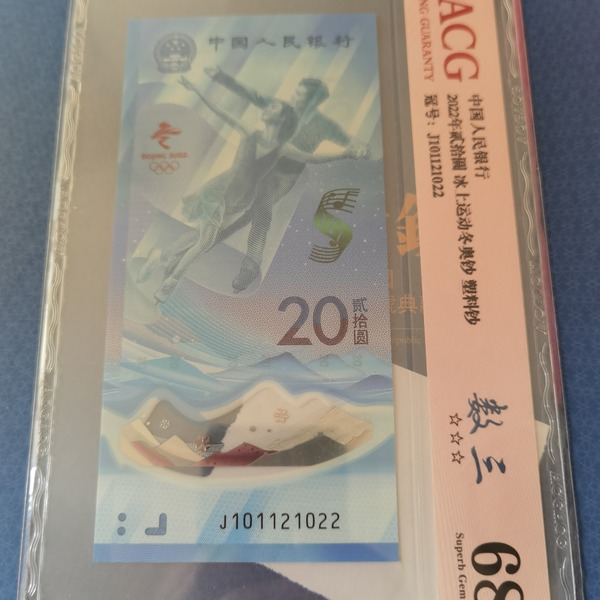 中国人民银行
BEIJING 2022
20
贰拾圆
J101121022
ACG
GUARANTY
中国人民银行
2022年贰拾圆 冰上运动冬奥钞 塑料钞
冠号：J101121022
数三
☆☆☆
68
Superb Gem